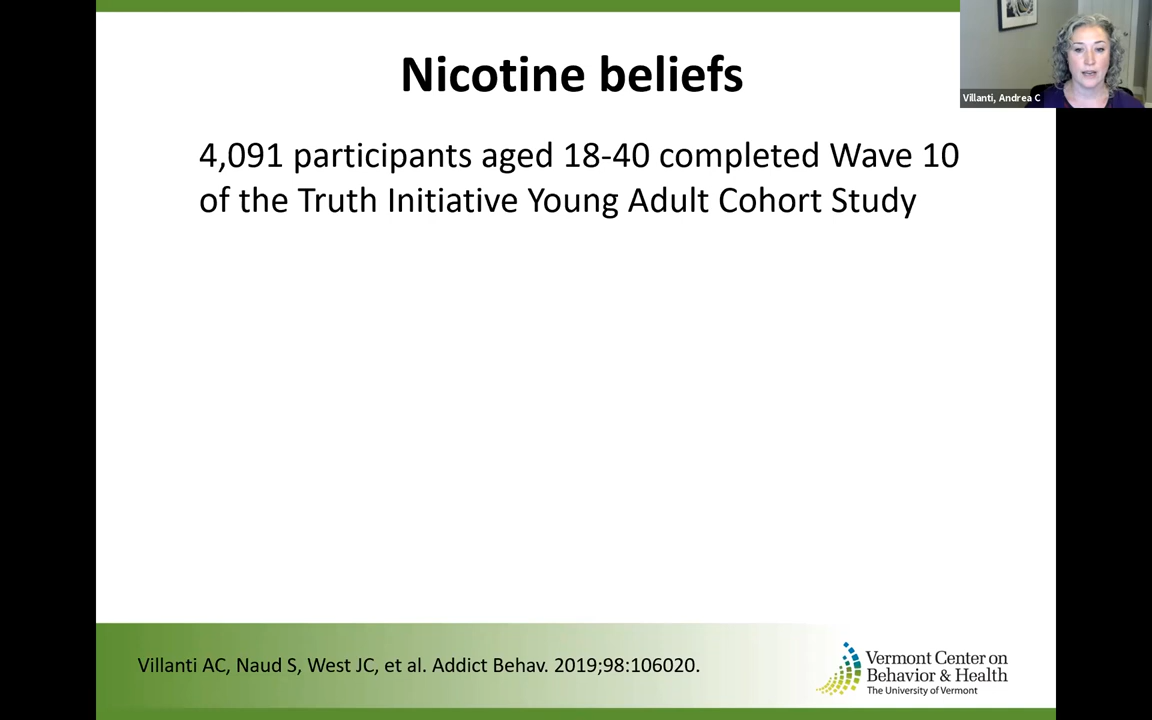 Nicotine beliefs
Villanti, Andrea C
4,091 participants aged 18-40 completed Wave 10
of the Truth Initiative Young Adult Cohort Study
Villanti AC, Naud S, West JC, et al. Addict Behav. 2019;98:106020.
Vermont Center on
Behavior & Health
The University of Vermont